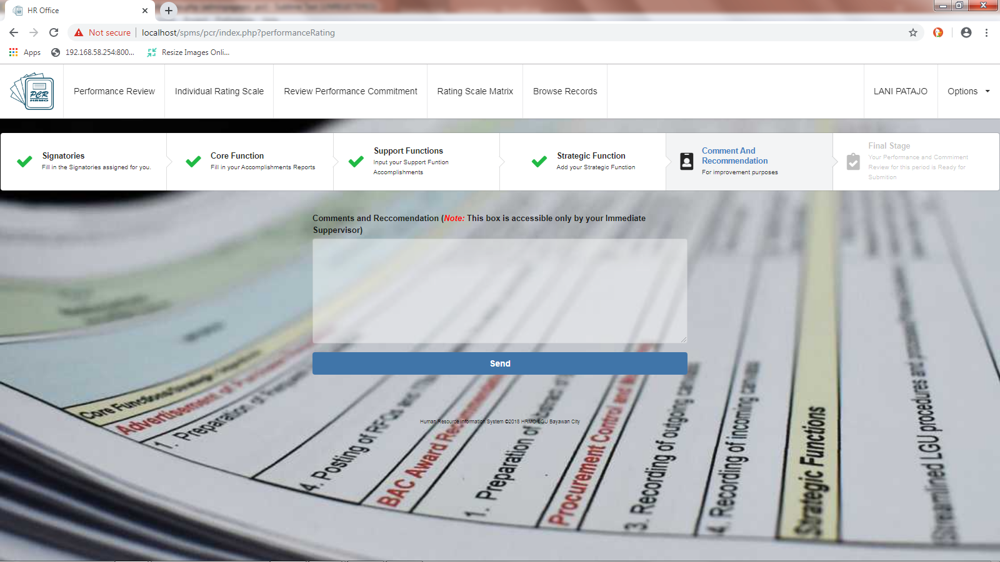 HR Office
Not secure
localhost/spms/pcr/index.php?performanceRating
Apps
192.168.58.254:800...
Resize Images Onli...
PCR
HRMO
Performance Review
Individual Rating Scale
Review Performance Commitment
Rating Scale Matrix
Browse Records
LANI PATAJO
Options
Signatories
Fill in the Signatories assigned for you.
Core Function
Fill in your Accomplishments Reports
Support Functions
Input your Support Funtion
Accomplishments
Strategic Function
Add your Strategic Function
Comment And
Recommendation
For improvement purposes
Final Stage
Your Performance and Commiment
Review for this period is Ready for
Submition
Comments and Reccomendation (Note: This box is accessible only by your Immediate
Suppervisor)
Send
Human Resource Information System ©2018 HRMO LGU Bayawan City
Core Functions
1. Preparation of
4. Posting of RFQs and
BAC Award Recommendation
1. Preparation of Abstract of
Procurement Control and
3. Recording of outgoing canvass
4. Recording of incoming canvass
Strategic Functions
Streamlined LGU procedures and